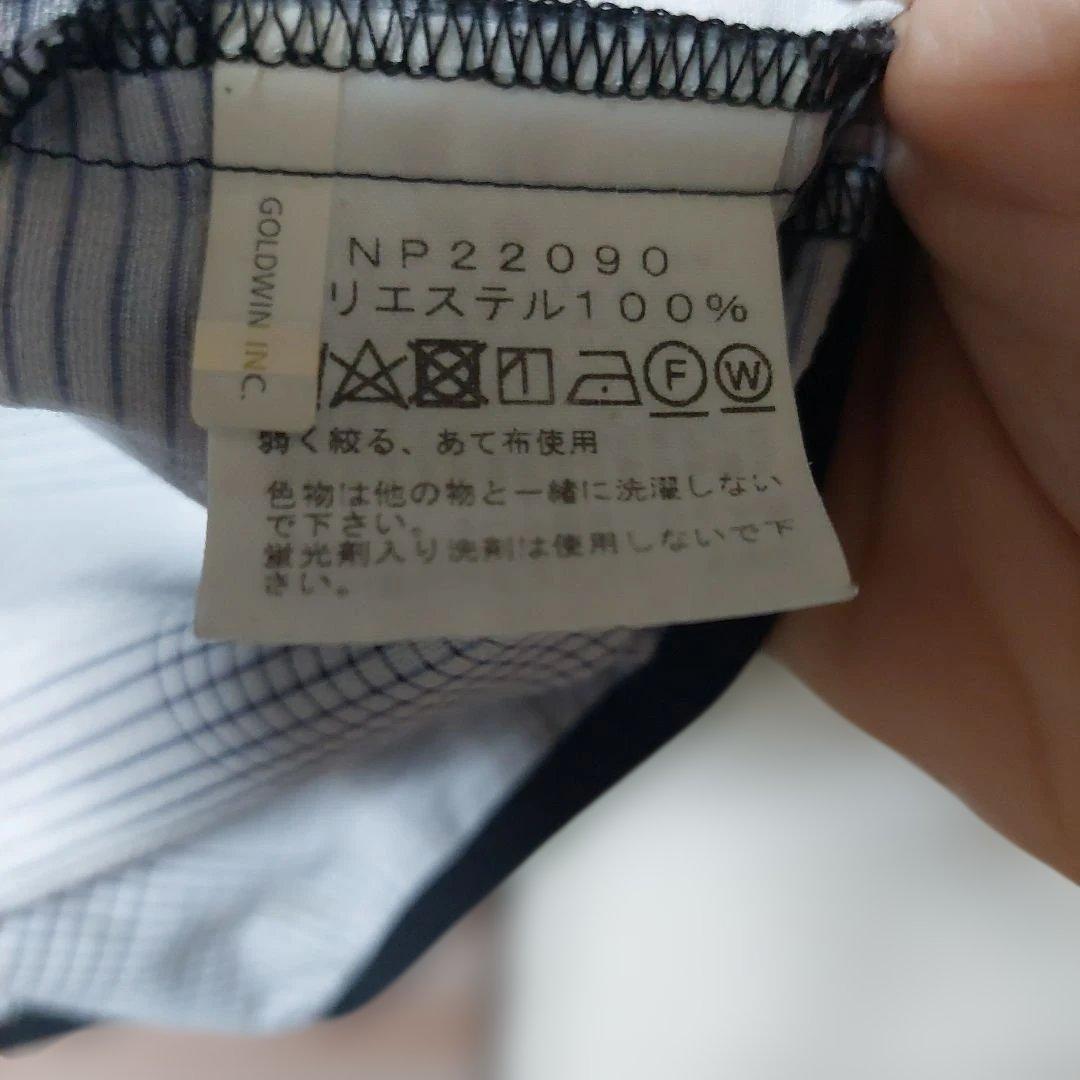 GOLDWIN INC.
NP22090
リエステル100%
F W
弱く絞る、あて布使用
色物は他の物と一緒に洗濯しない
で下さい。
蛍光剤入り洗剤は使用しないで下
さい。